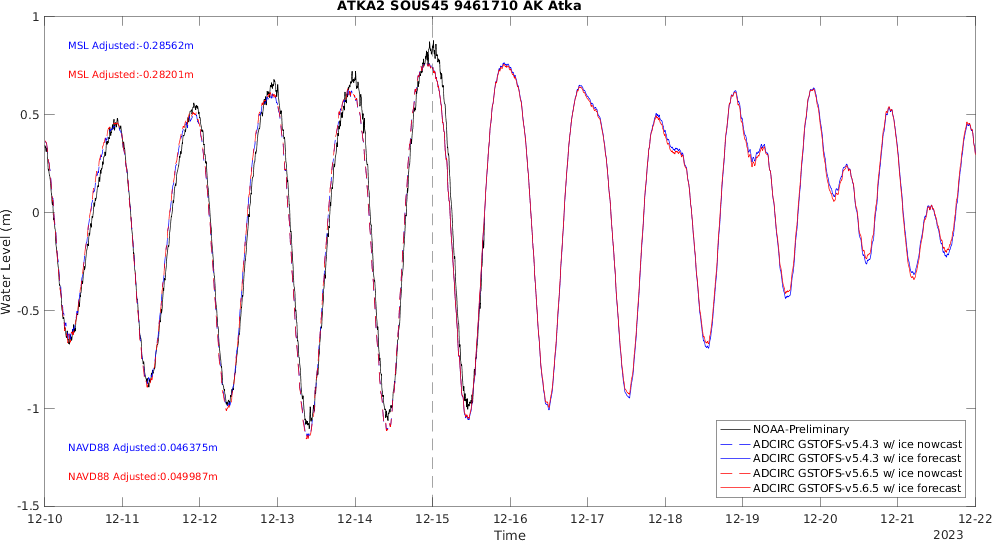 ATKA2 SOUS45 9461710 AK Atka
1
0.5
0
-0.5
-1
-1.5
Water Level (m)
MSL Adjusted:-0.28562m
MSL Adjusted:-0.28201m
NAVD88 Adjusted:0.046375m
NAVD88 Adjusted:0.049987m
NOAA-Preliminary
ADCIRC GSTOFS-v5.4.3 w/ ice nowcast
ADCIRC GSTOFS-v5.4.3 w/ ice forecast
ADCIRC GSTOFS-v5.6.5 w/ ice nowcast
ADCIRC GSTOFS-v5.6.5 w/ ice forecast
12-10 12-11 12-12 12-13 12-14 12-15 12-16 12-17 12-18 12-19 12-20 12-21 12-22
Time
2023